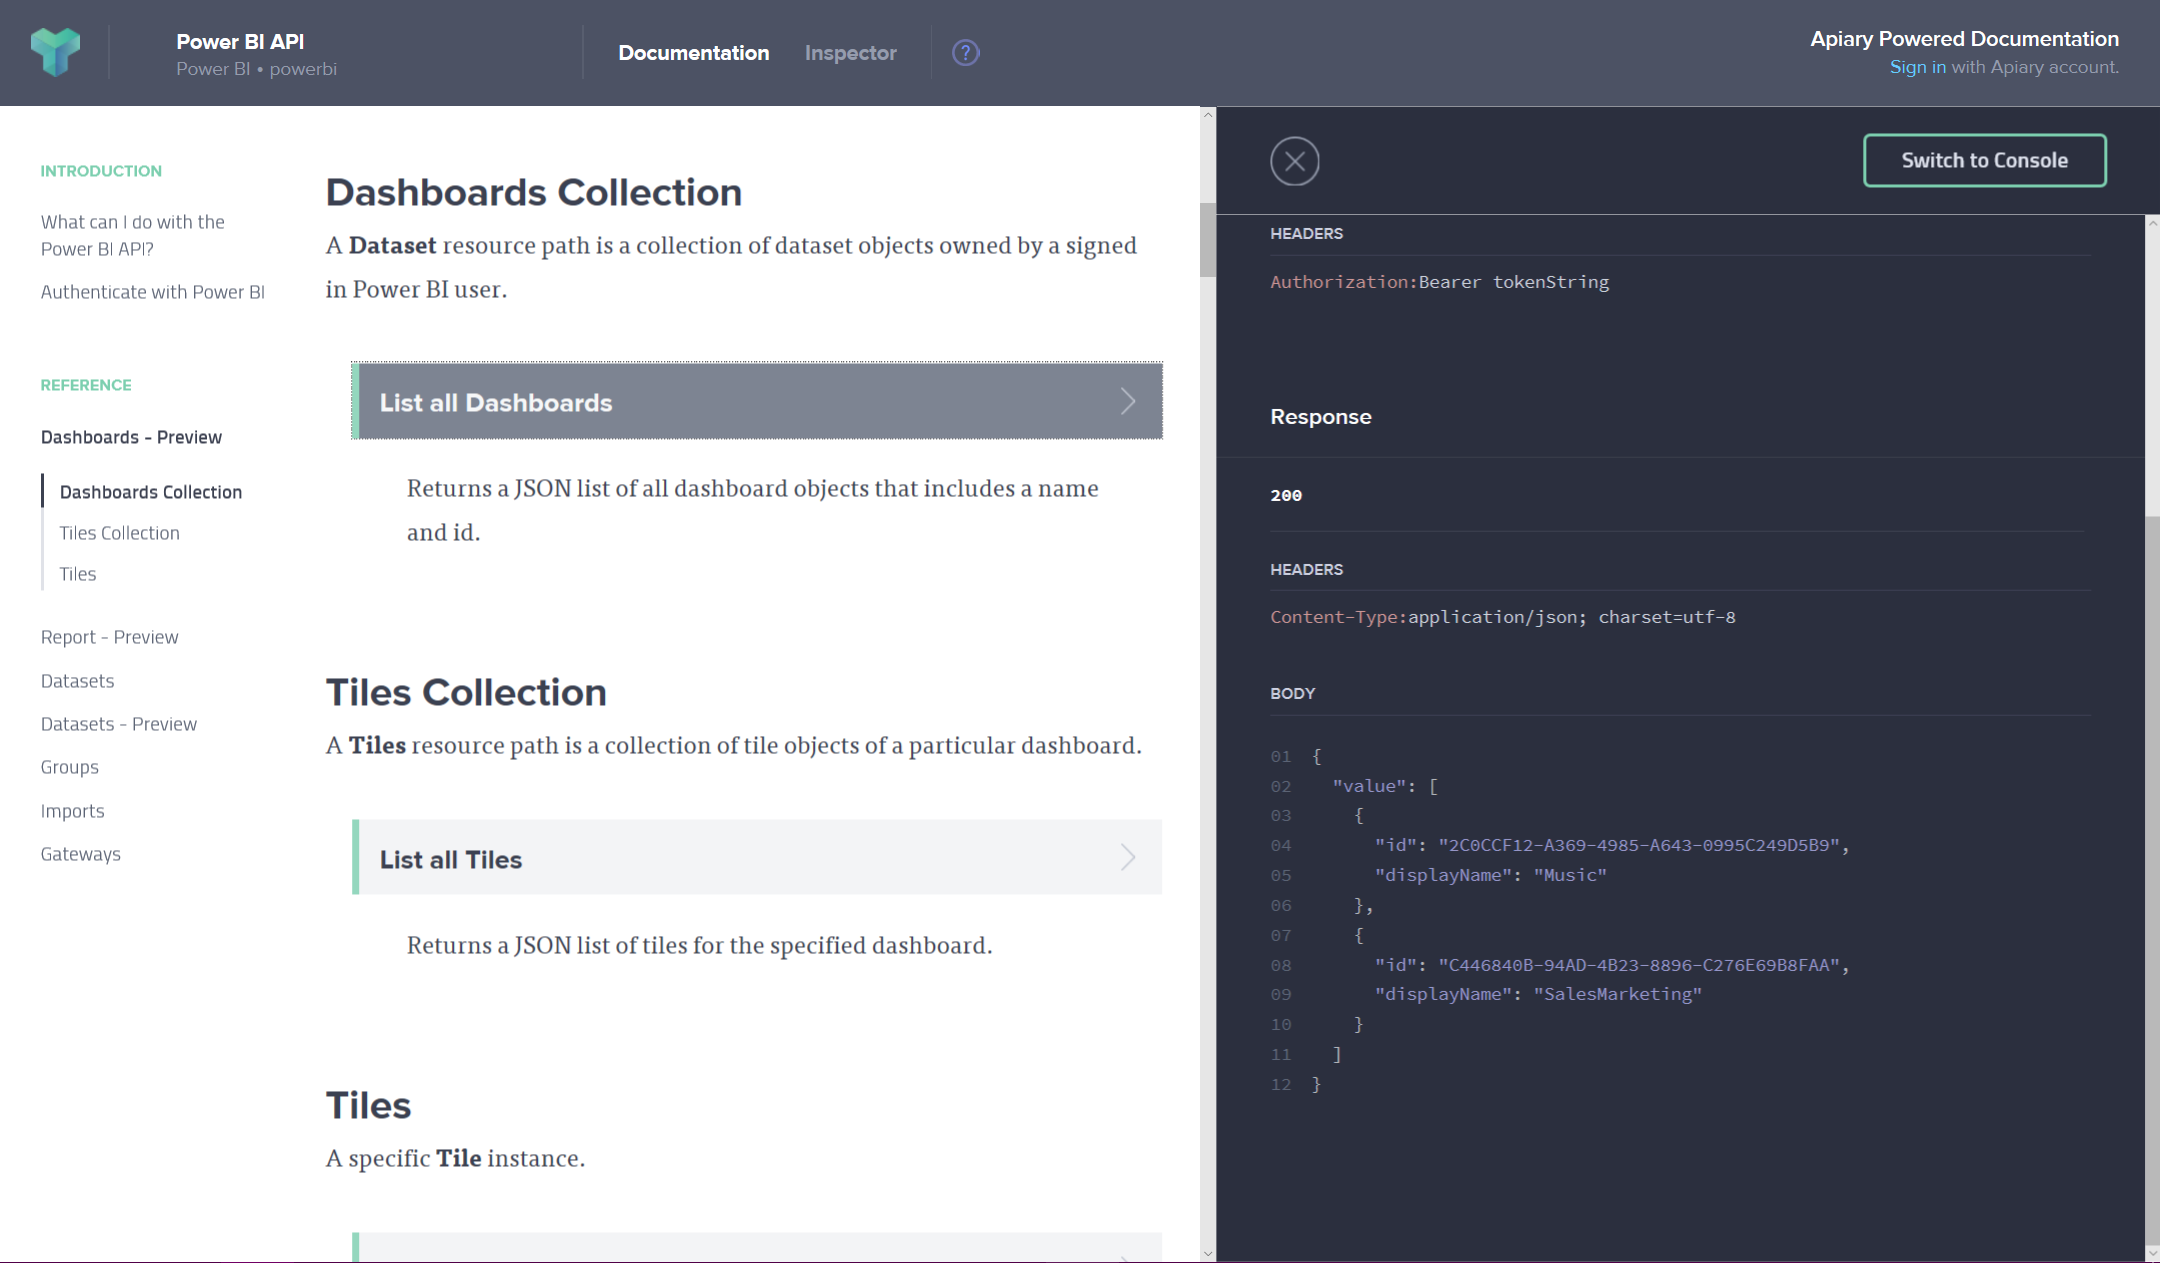 Power BI API
Power BI • powerbi
Documentation
Inspector
?
Apiary Powered Documentation
Sign in with Apiary account.
INTRODUCTION
What can I do with the
Power BI API?
Authenticate with Power BI
REFERENCE
Dashboards - Preview
Dashboards Collection
Tiles Collection
Tiles
Report - Preview
Datasets
Datasets - Preview
Groups
Imports
Gateways
Dashboards Collection
A Dataset resource path is a collection of dataset objects owned by a signed
in Power BI user.
List all Dashboards
Returns a JSON list of all dashboard objects that includes a name
and id.
Tiles Collection
A Tiles resource path is a collection of tile objects of a particular dashboard.
List all Tiles
Returns a JSON list of tiles for the specified dashboard.
Tiles
A specific Tile instance.
Switch to Console
HEADERS
Authorization:Bearer tokenString
Response
200
HEADERS
Content-Type:application/json; charset=utf-8
BODY
01 {
02 "value": [
03 {
04 "id": "2C0CCF12-A369-4985-A643-0995C249D5B9",
05 "displayName": "Music"
06 },
07 {
08 "id": "C446840B-94AD-4B23-8896-C276E69B8FAA",
09 "displayName": "SalesMarketing"
10 }
11 ]
12 }